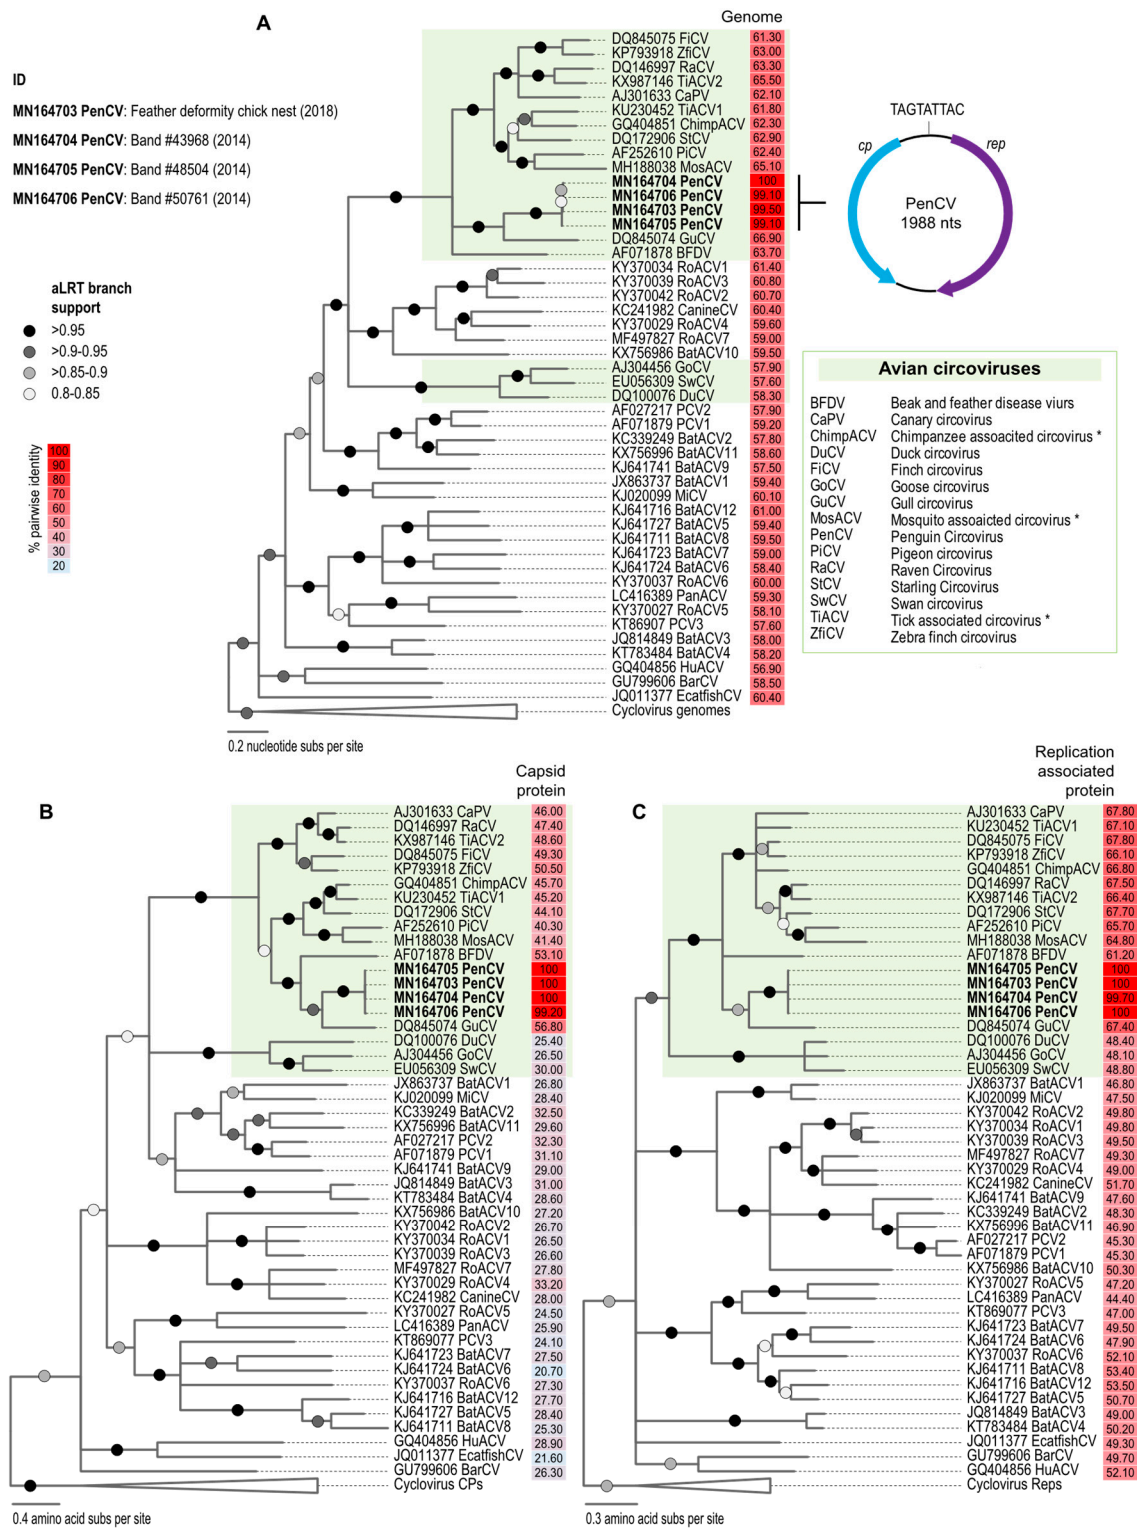 A
Genome
ID
MN164703 PenCV: Feather deformity chick nest (2018)
MN164704 PenCV: Band #43968 (2014)
MN164705 PenCV: Band #48504 (2014)
MN164706 PenCV: Band #50761 (2014)
aLRT branch
support
>0.95
>0.9-0.95
>0.85-0.9
0.8-0.85
% pairwise identity
100
90
80
70
60
50
40
30
20
DQ845075 FiCV 61.30
KP793918 ZfiCV 63.00
DQ146997 RaCV 63.30
KX987146 TiACV2 65.50
AJ301633 CaPV 62.10
KU230452 TiACV1 61.80
GQ404851 ChimpACV 62.30
DQ172906 StCV 62.90
AF252610 PiCV 62.40
MH188038 MosACV 65.10
MN164704 PenCV 100
MN164706 PenCV 99.10
MN164703 PenCV 99.50
MN164705 PenCV 99.10
DQ845074 GuCV 66.90
AF071878 BFDV 63.70
KY370034 RoACV1 61.40
KY370039 RoACV3 60.80
KY370042 RoACV2 60.70
KC241982 CanineCV 60.40
KY370029 RoACV4 59.60
MF497827 RoACV7 59.00
KX756986 BatACV10 59.50
AJ304456 GoCV 57.90
EU056309 SwCV 57.60
DQ100076 DuCV 58.30
AF027217 PCV2 57.90
AF071879 PCV1 59.20
KC339249 BatACV2 57.80
KX756996 BatACV11 58.60
KJ641741 BatACV9 57.50
JX863737 BatACV1 59.40
KJ020099 MiCV 60.10
KJ641716 BatACV12 61.00
KJ641727 BatACV5 59.40
KJ641711 BatACV8 59.50
KJ641723 BatACV7 59.00
KJ641724 BatACV6 58.40
KY370037 RoACV6 60.00
LC416389 PanACV 59.30
KY370027 RoACV5 58.10
KT86907 PCV3 57.60
JQ814849 BatACV3 58.00
KT783484 BatACV4 58.20
GQ404856 HuACV 56.90
GU799606 BarCV 58.50
JQ011377 EcatfishCV 60.40
Cyclovirus genomes
0.2 nucleotide subs per site
TAGTATTAC
cp
rep
PenCV
1988 nts
Avian circoviruses
BFDV Beak and feather disease viurs
CaPV Canary circovirus
ChimpACV Chimpanzee assoacited circovirus *
DuCV Duck circovirus
FiCV Finch circovirus
GoCV Goose circovirus
GuCV Gull circovirus
MosACV Mosquito assoaicted circovirus *
PenCV Penguin Circovirus
PiCV Pigeon circovirus
RaCV Raven Circovirus
StCV Starling Circovirus
SwCV Swan circovirus
TiACV Tick associated circovirus *
ZfiCV Zebra finch circovirus
B
Capsid
protein
AJ301633 CaPV 46.00
DQ146997 RaCV 47.40
KX987146 TiACV2 48.60
DQ845075 FiCV 49.30
KP793918 ZfiCV 50.50
GQ404851 ChimpACV 45.70
KU230452 TiACV1 45.20
DQ172906 StCV 44.10
AF252610 PiCV 40.30
MH188038 MosACV 41.40
AF071878 BFDV 53.10
MN164705 PenCV 100
MN164703 PenCV 100
MN164704 PenCV 100
MN164706 PenCV 99.20
DQ845074 GuCV 56.80
DQ100076 DuCV 25.40
AJ304456 GoCV 26.50
EU056309 SwCV 30.00
JX863737 BatACV1 26.80
KJ020099 MiCV 28.40
KC339249 BatACV2 32.50
KX756996 BatACV11 29.60
AF027217 PCV2 32.30
AF071879 PCV1 31.10
KJ641741 BatACV9 29.00
JQ814849 BatACV3 31.00
KT783484 BatACV4 28.60
KX756986 BatACV10 27.20
KY370042 RoACV2 26.70
KY370034 RoACV1 26.50
KY370039 RoACV3 26.60
MF497827 RoACV7 27.80
KY370029 RoACV4 33.20
KC241982 CanineCV 28.00
KY370027 RoACV5 24.50
LC416389 PanACV 25.90
KT869077 PCV3 24.10
KJ641723 BatACV7 27.50
KJ641724 BatACV6 20.70
KY370037 RoACV6 27.30
KJ641716 BatACV12 27.70
KJ641727 BatACV5 28.40
KJ641711 BatACV8 25.30
GQ404856 HuACV 28.90
JQ011377 EcatfishCV 21.60
GU799606 BarCV 26.30
Cyclovirus CPs
0.4 amino acid subs per site
C
Replication
associated
protein
AJ301633 CaPV 67.80
KU230452 TiACV1 67.10
DQ845075 FiCV 67.80
KP793918 ZfiCV 66.10
GQ404851 ChimpACV 66.80
DQ146997 RaCV 67.50
KX987146 TiACV2 66.40
DQ172906 StCV 67.70
AF252610 PiCV 65.70
MH188038 MosACV 64.80
AF071878 BFDV 61.20
MN164705 PenCV 100
MN164703 PenCV 100
MN164704 PenCV 99.70
MN164706 PenCV 100
DQ845074 GuCV 67.40
DQ100076 DuCV 48.40
AJ304456 GoCV 48.10
EU056309 SwCV 48.80
JX863737 BatACV1 46.80
KJ020099 MiCV 47.50
KY370042 RoACV2 49.80
KY370034 RoACV1 49.80
KY370039 RoACV3 49.50
MF497827 RoACV7 49.30
KY370029 RoACV4 49.00
KC241982 CanineCV 51.70
KJ641741 BatACV9 47.60
KC339249 BatACV2 48.30
KX756996 BatACV11 46.90
AF027217 PCV2 45.30
AF071879 PCV1 45.30
KX756986 BatACV10 50.30
KY370027 RoACV5 47.20
LC416389 PanACV 44.40
KT869077 PCV3 47.00
KJ641723 BatACV7 49.50
KJ641724 BatACV6 47.90
KY370037 RoACV6 52.10
KJ641711 BatACV8 53.40
KJ641716 BatACV12 53.50
KJ641727 BatACV5 50.70
JQ814849 BatACV3 49.00
KT783484 BatACV4 50.20
JQ011377 EcatfishCV 49.30
GU799606 BarCV 49.70
GQ404856 HuACV 52.10
Cyclovirus Reps
0.3 amino acid subs per site